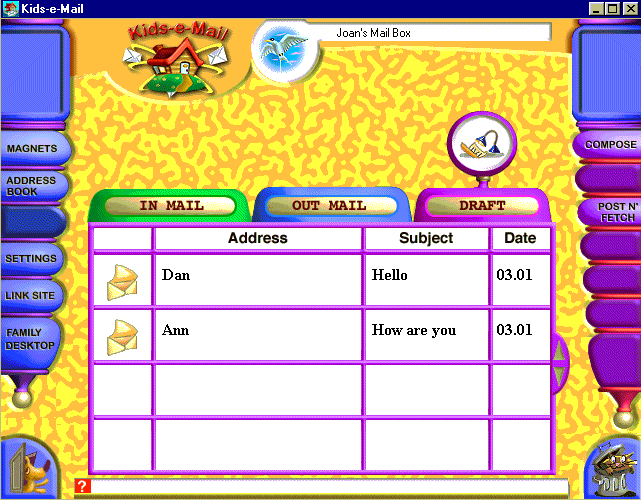 Kids-e-Mail
Kids-e-Mail
Joan's Mail Box
MAGNETS
ADDRESS
BOOK
SETTINGS
LINK SITE
FAMILY
DESKTOP
COMPOSE
POST N'
FETCH
IN MAIL
OUT MAIL
DRAFT
Address Subject Date
Dan Hello 03.01
Ann How are you 03.01
?